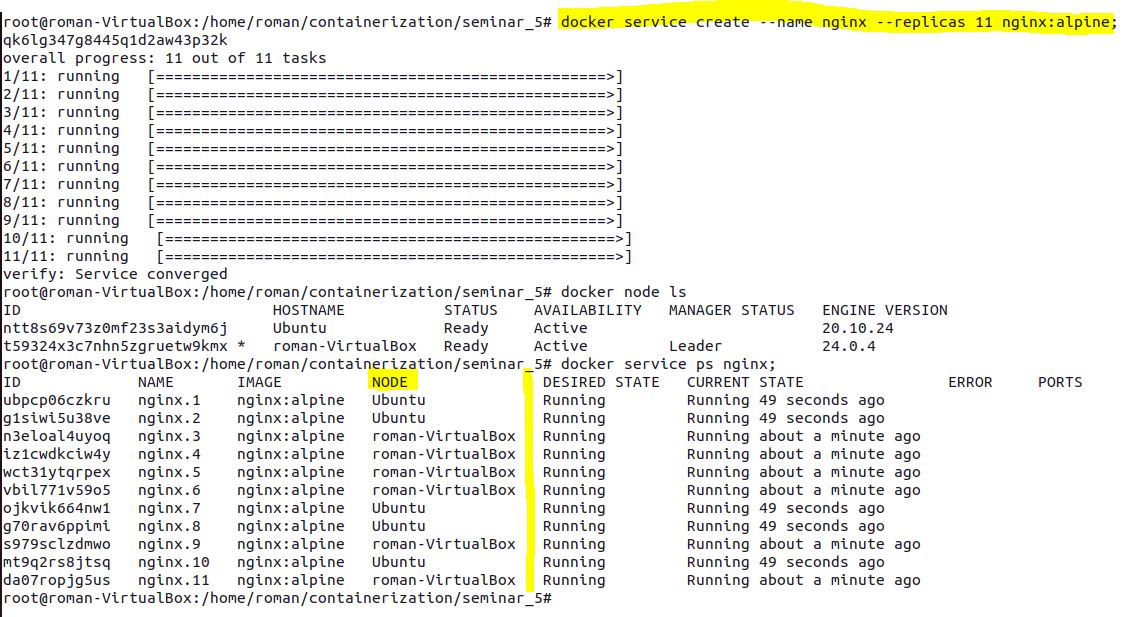 root@roman-VirtualBox:/home/roman/containerization/seminar_5# docker service create --name nginx --replicas 11 nginx:alpine;
qk6lg347g8445q1d2aw43p32k
overall progress: 11 out of 11 tasks
1/11: running   [==================================================>]
2/11: running   [==================================================>]
3/11: running   [==================================================>]
4/11: running   [==================================================>]
5/11: running   [==================================================>]
6/11: running   [==================================================>]
7/11: running   [==================================================>]
8/11: running   [==================================================>]
9/11: running   [==================================================>]
10/11: running   [==================================================>]
11/11: running   [==================================================>]
verify: Service converged
root@roman-VirtualBox:/home/roman/containerization/seminar_5# docker node ls
ID                            HOSTNAME           STATUS    AVAILABILITY   MANAGER STATUS   ENGINE VERSION
ntt8s69v73z0mf23s3aidym6j     Ubuntu             Ready     Active                          20.10.24
t59324x3c7nhn5zgruetw9kmx *   roman-VirtualBox   Ready     Active         Leader           24.0.4
root@roman-VirtualBox:/home/roman/containerization/seminar_5# docker service ps nginx;
ID             NAME       IMAGE          NODE               DESIRED STATE   CURRENT STATE                ERROR     PORTS
ubpcp06czkru   nginx.1    nginx:alpine   Ubuntu             Running         Running 49 seconds ago
g1siwi5u38ve   nginx.2    nginx:alpine   Ubuntu             Running         Running 49 seconds ago
n3eloal4uyoq   nginx.3    nginx:alpine   roman-VirtualBox   Running         Running about a minute ago
iz1cwdkciw4y   nginx.4    nginx:alpine   roman-VirtualBox   Running         Running about a minute ago
wct31ytqrpex   nginx.5    nginx:alpine   roman-VirtualBox   Running         Running about a minute ago
vbil771v59o5   nginx.6    nginx:alpine   roman-VirtualBox   Running         Running about a minute ago
ojkvik664nw1   nginx.7    nginx:alpine   Ubuntu             Running         Running 49 seconds ago
g70rav6ppimi   nginx.8    nginx:alpine   Ubuntu             Running         Running 49 seconds ago
s979sclzdmwo   nginx.9    nginx:alpine   roman-VirtualBox   Running         Running about a minute ago
mt9q2rs8jtsq   nginx.10   nginx:alpine   Ubuntu             Running         Running 49 seconds ago
da07ropjg5us   nginx.11   nginx:alpine   roman-VirtualBox   Running         Running about a minute ago
root@roman-VirtualBox:/home/roman/containerization/seminar_5#